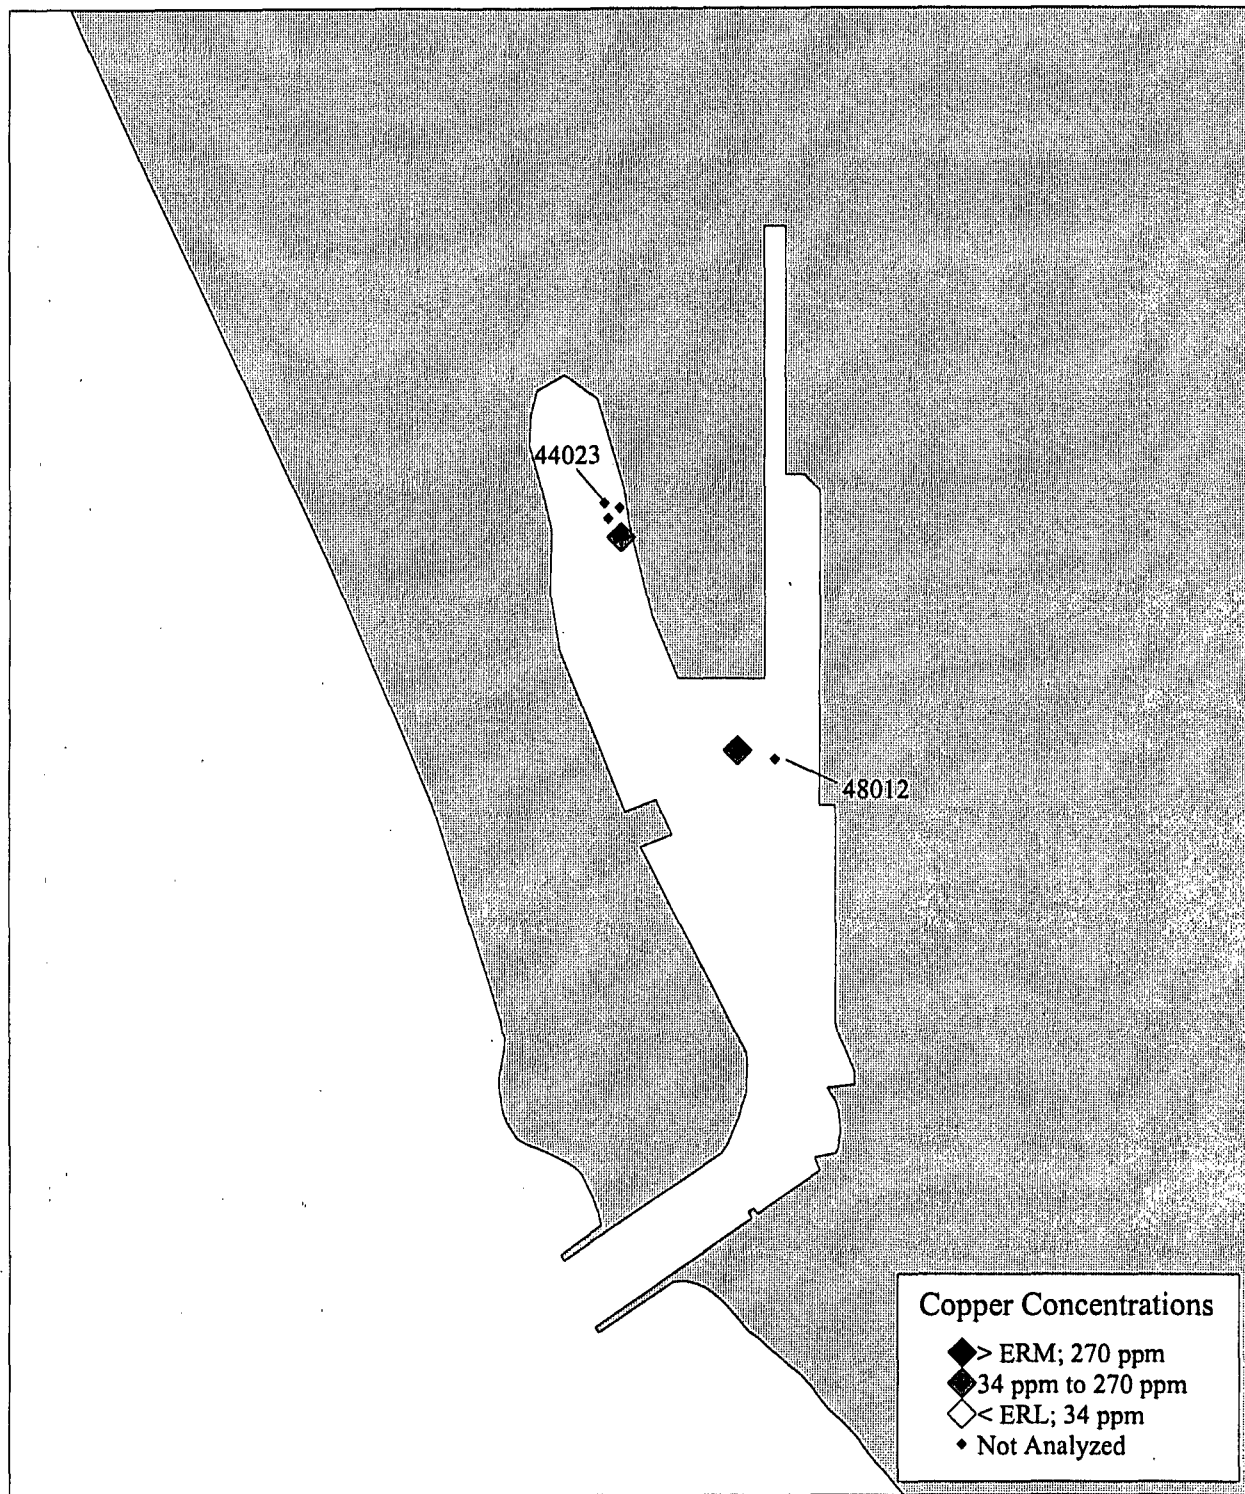 44023
48012
Copper Concentrations
> ERM; 270 ppm
34 ppm to 270 ppm
< ERL; 34 ppm
Not Analyzed